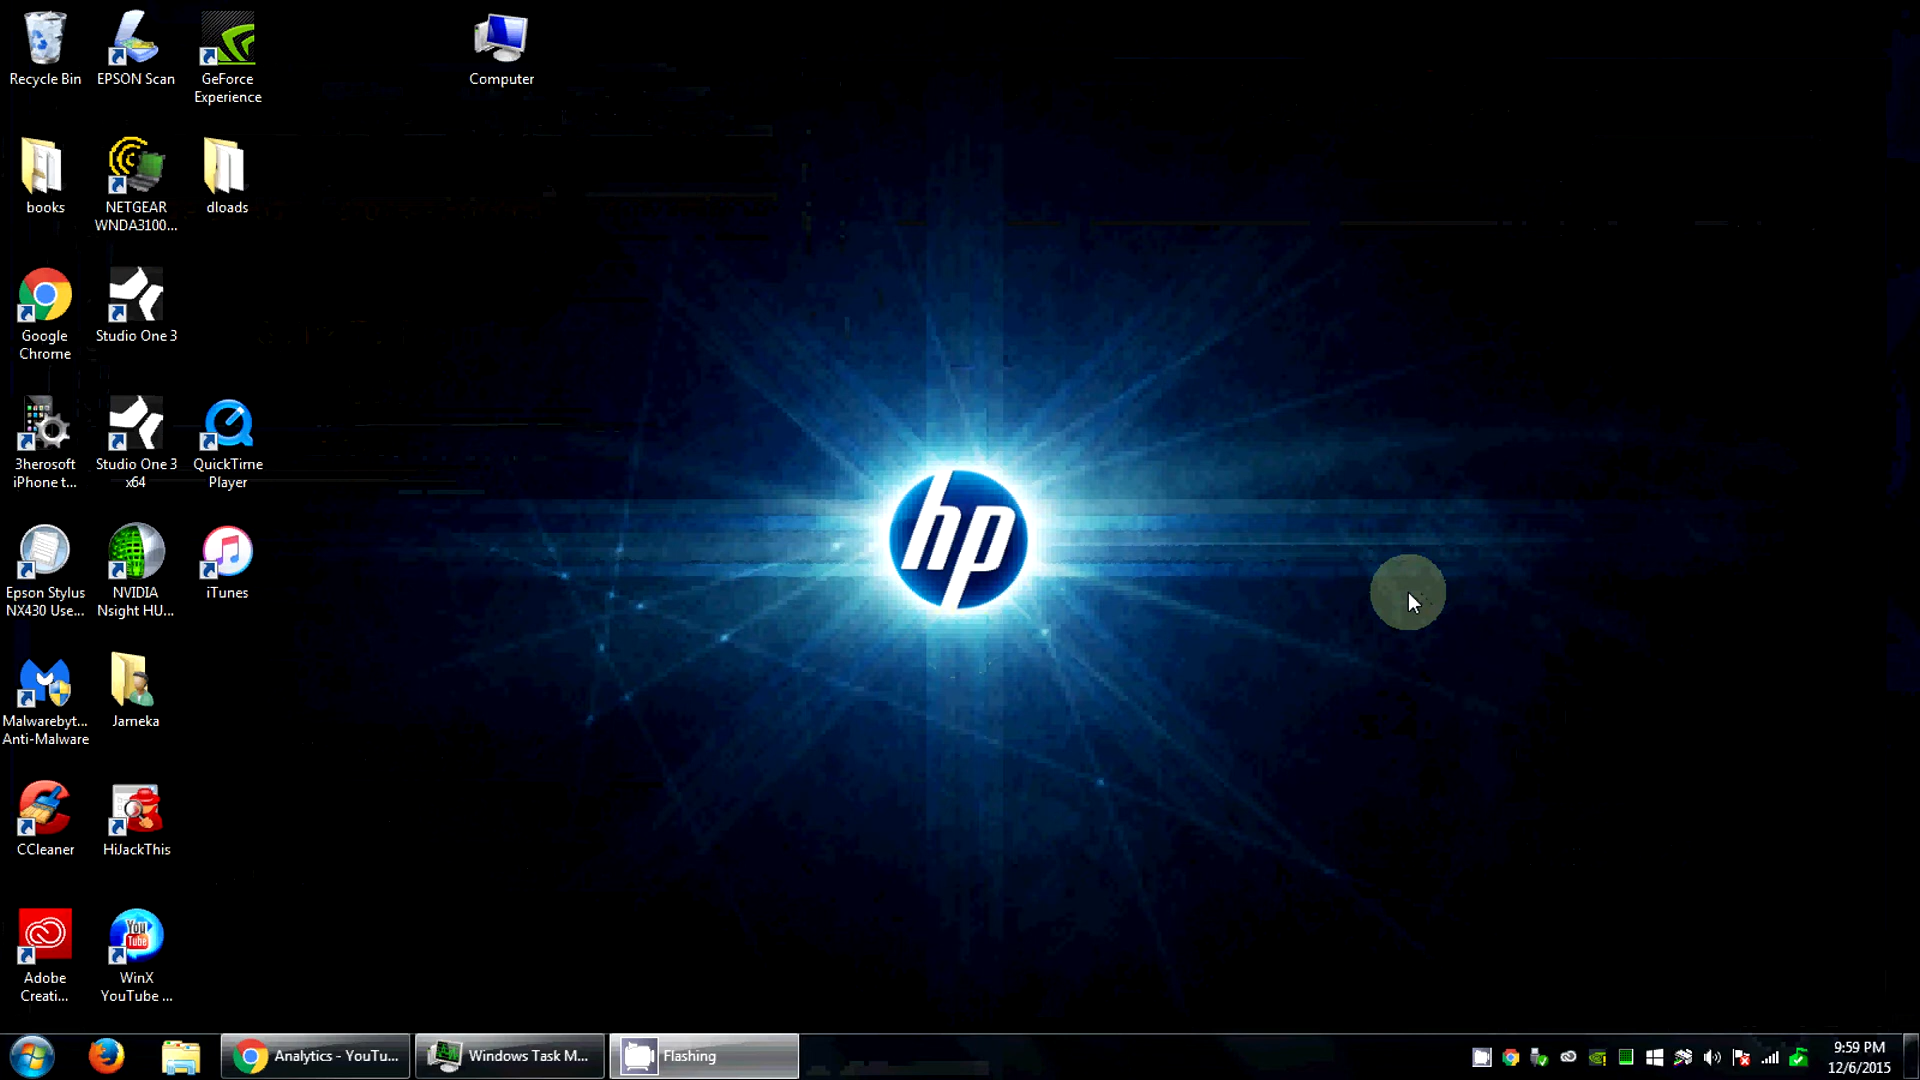 Recycle Bin
EPSON Scan
GeForce
Experience
Computer
books
NETGEAR
WNDA3100...
dloads
Google
Chrome
Studio One 3
3herosoft
iPhone t...
Studio One 3
x64
QuickTime
Player
Epson Stylus
NX430 Use...
NVIDIA
Nsight HU...
iTunes
Malwarebyt...
Anti-Malware
Jameka
CCleaner
HiJackThis
You
Tube
Adobe
Creati...
WinX
YouTube ...
hp
Analytics - YouTu...
Windows Task M...
Flashing
9:59 PM
12/6/2015